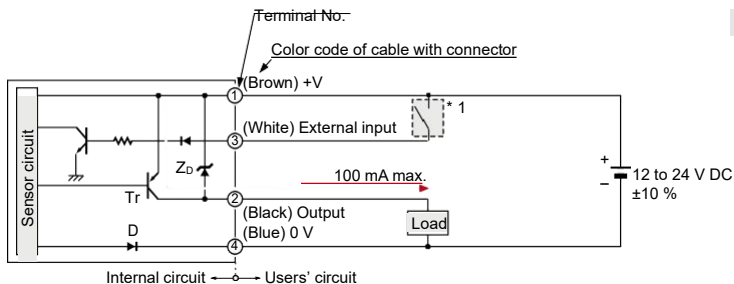 Terminal No.
Color code of cable with connector
(Brown) +V
1
* 1
(White) External input
3
Sensor circuit
ZD
Tr
100 mA max.
+
−
12 to 24 V DC
±10 %
2
(Black) Output
Load
(Blue) 0 V
D
4
Internal circuit
Users' circuit